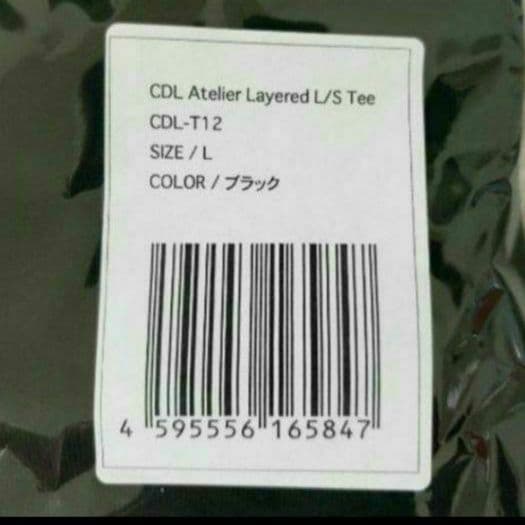 CDL Atelier Layered L/S Tee
CDL-T12
SIZE / L
COLOR / ブラック
4 595556 165847